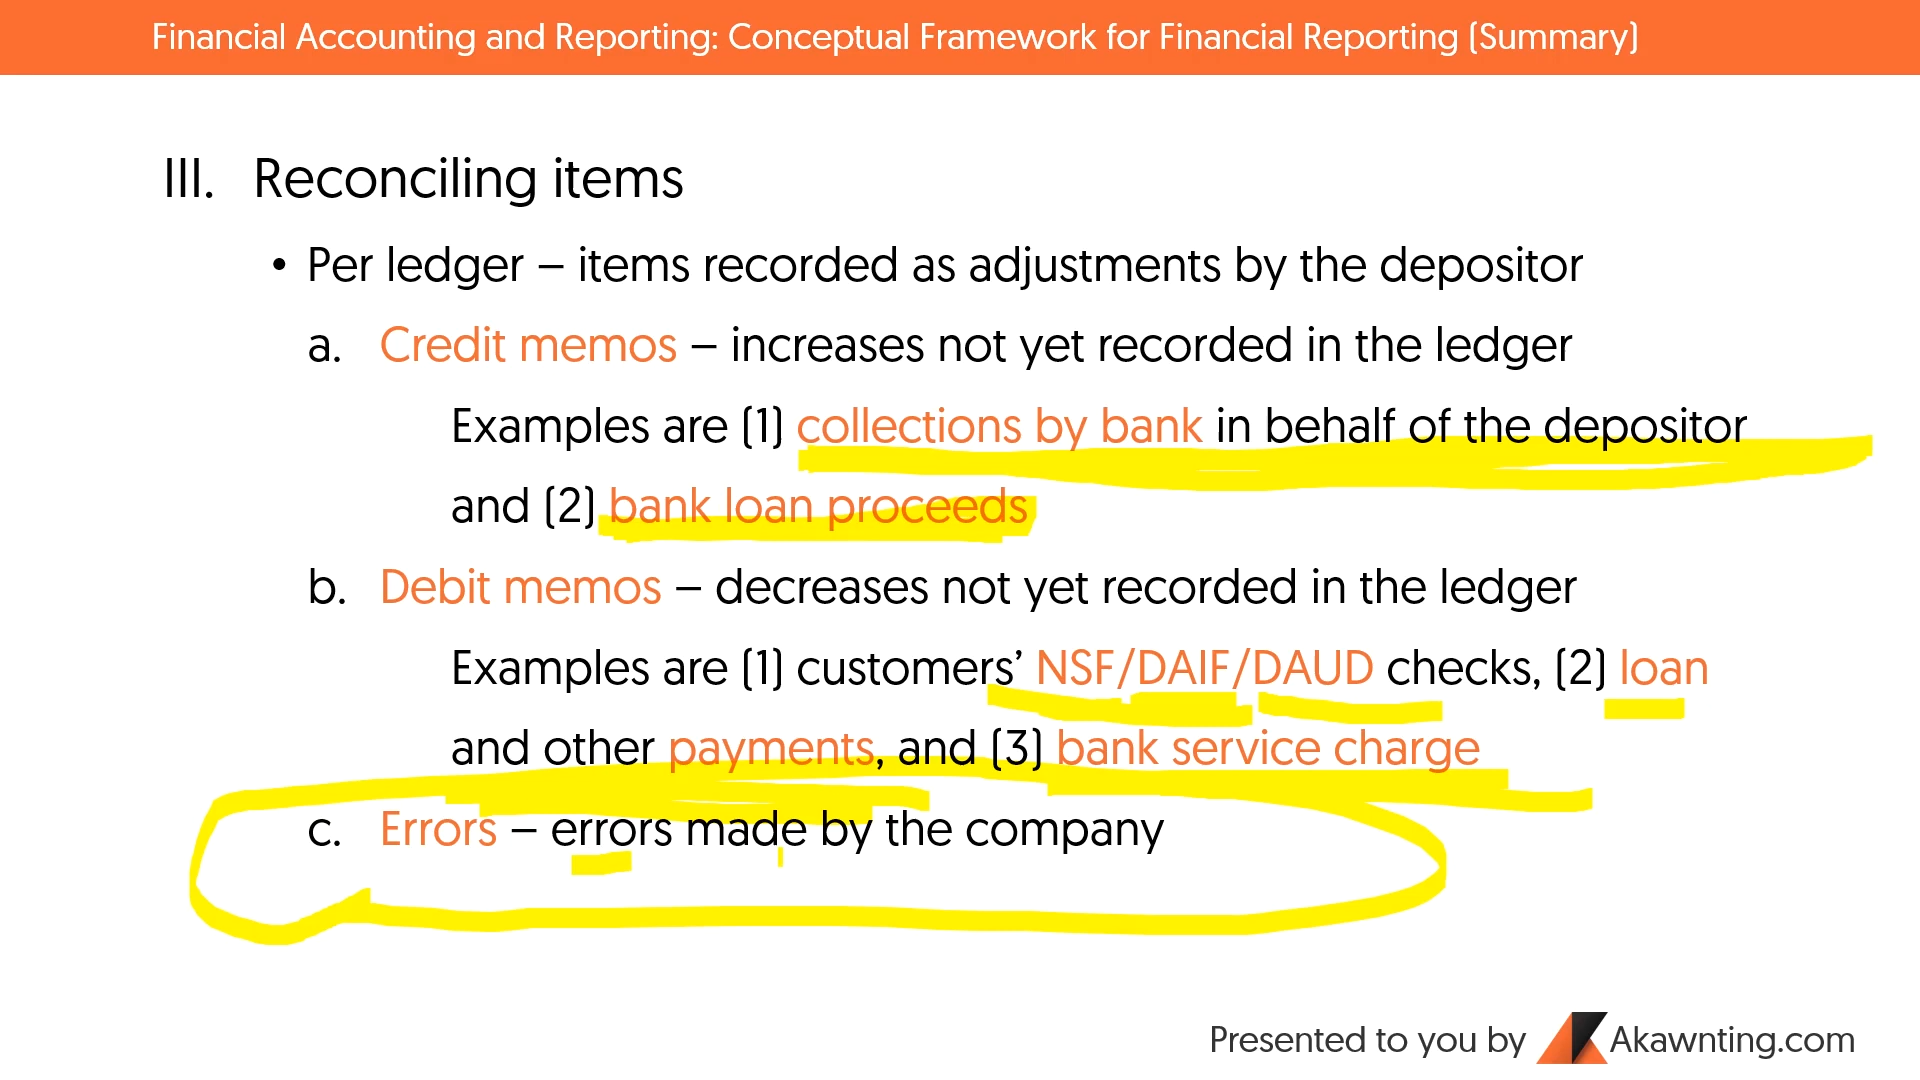 Financial Accounting and Reporting: Conceptual Framework for Financial Reporting (Summary)
III. Reconciling items
• Per ledger – items recorded as adjustments by the depositor
a. Credit memos – increases not yet recorded in the ledger
Examples are (1) collections by bank in behalf of the depositor
and (2) bank loan proceeds
b. Debit memos – decreases not yet recorded in the ledger
Examples are (1) customers’ NSF/DAIF/DAUD checks, (2) loan
and other payments, and (3) bank service charge
c. Errors – errors made by the company
Presented to you by Akawnting.com